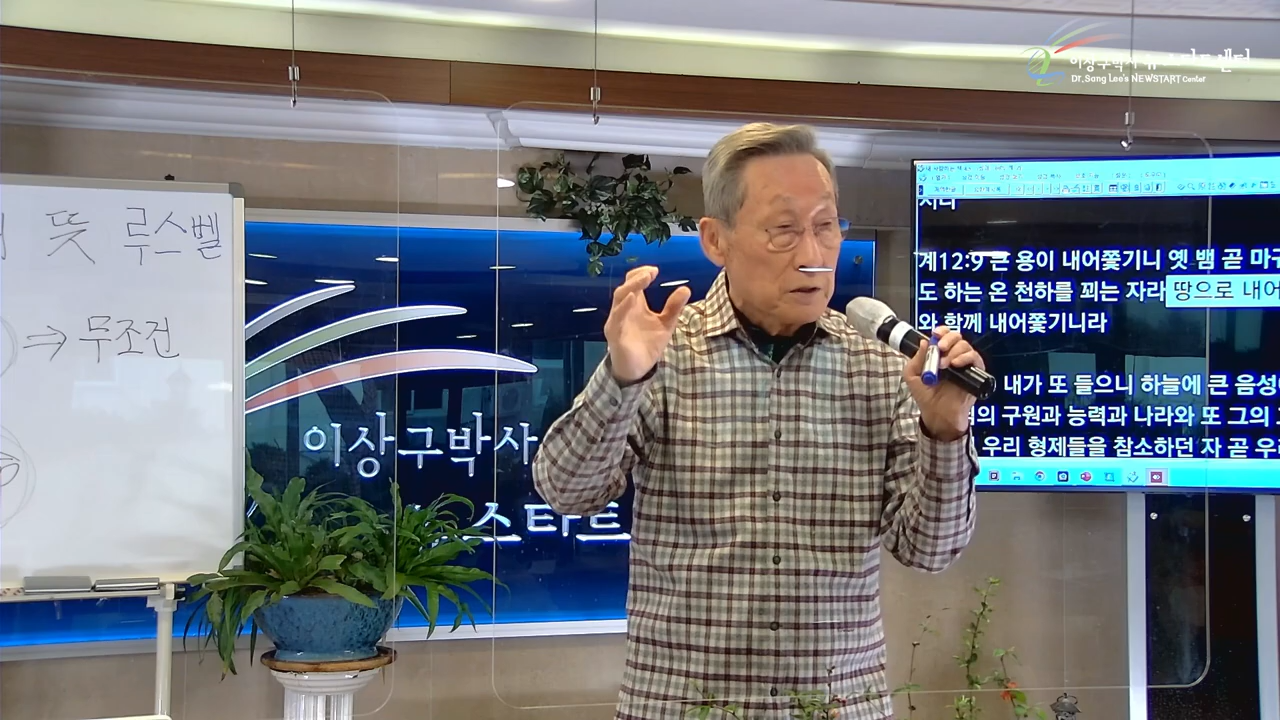 이상구박사 뉴스타트 센터
Dr.Sang Lee's NEWSTART Center
뜻 루스벨
⇒ 무조건
이상구박사
스타트
계12:9 큰 용이 내어쫓기니 옛 뱀 곧
도 하는 온 천하를 꾀는 자라 땅으로 내어
와 함께 내어쫓기니라
내가 또 들으니 하늘에 큰 음성
구원과 능력과 나라와 또 그의
우리 형제들을 참소하던 자 곧 우리